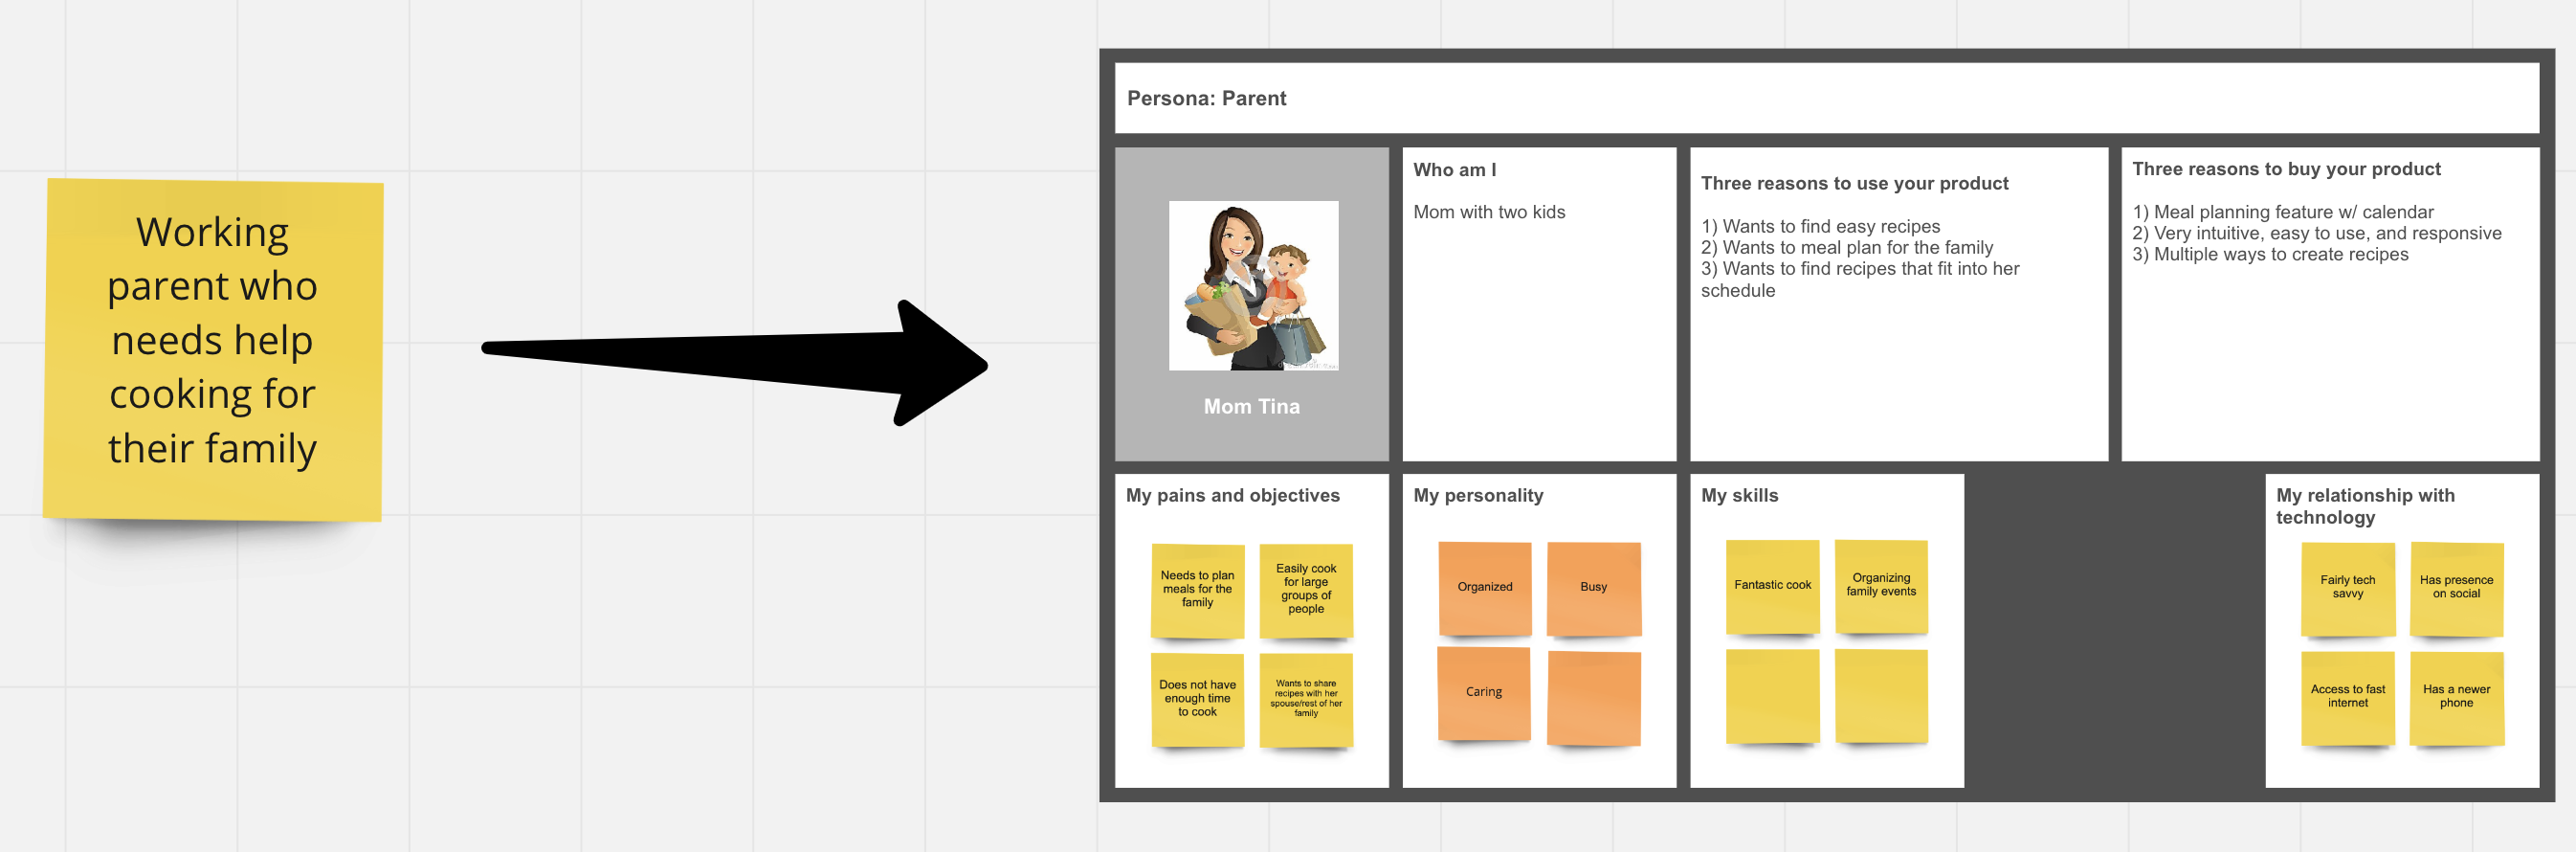 Working
parent who
needs help
cooking for
their family
Persona: Parent
Mom Tina
Who am I
Mom with two kids
Three reasons to use your product
1) Wants to find easy recipes
2) Wants to meal plan for the family
3) Wants to find recipes that fit into her
schedule
Three reasons to buy your product
1) Meal planning feature w/ calendar
2) Very intuitive, easy to use, and responsive
3) Multiple ways to create recipes
My pains and objectives
Needs to plan
meals for the
family
Easily cook
for large
groups of
people
Does not have
enough time
to cook
Wants to share
recipes with her
spouse/rest of her
family
My personality
Organized
Busy
Caring
My skills
Fantastic cook
Organizing
family events
My relationship with
technology
Fairly tech
savvy
Has presence
on social
Access to fast
internet
Has a newer
phone